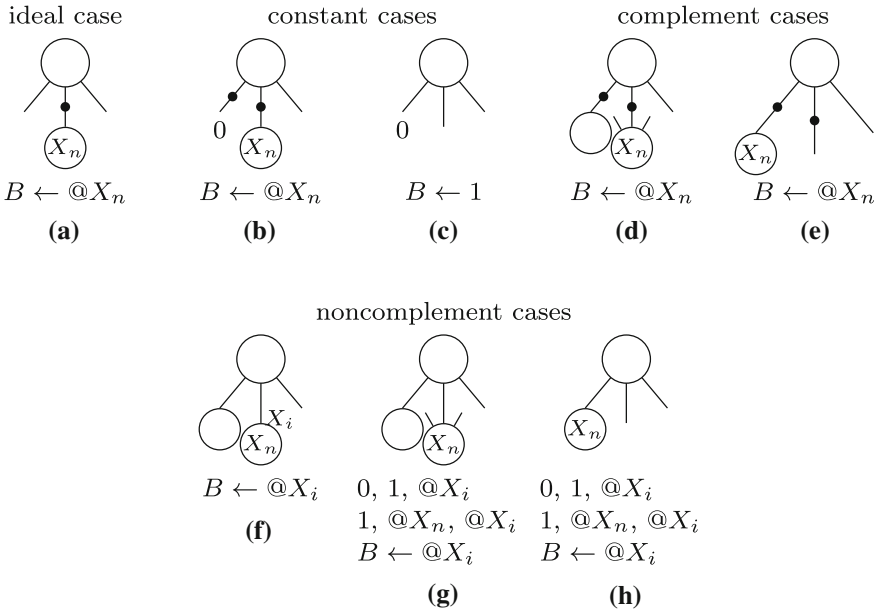 ideal case constant cases complement cases
0 0
X_n X_n X_n X_n
B ← @X_n B ← @X_n B ← 1 B ← @X_n B ← @X_n
(a) (b) (c) (d) (e)
noncomplement cases
X_i
X_n X_n X_n
B ← @X_i 0, 1, @X_i 0, 1, @X_i
1, @X_n, @X_i 1, @X_n, @X_i
(f) B ← @X_i B ← @X_i
(g) (h)